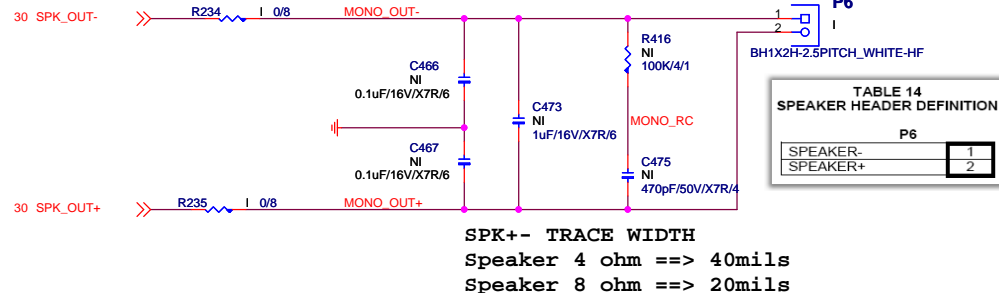 30 SPK_OUT-
R234
I 0/8
MONO_OUT-
1
2
P6
I
BH1X2H-2.5PITCH_WHITE-HF
R416
NI
100K/4/1
C466
NI
0.1uF/16V/X7R/6
C473
NI
1uF/16V/X7R/6
MONO_RC
C467
NI
0.1uF/16V/X7R/6
C475
NI
470pF/50V/X7R/4
30 SPK_OUT+
R235
I 0/8
MONO_OUT+
TABLE 14
SPEAKER HEADER DEFINITION
P6
SPEAKER- 1
SPEAKER+ 2
SPK+- TRACE WIDTH
Speaker 4 ohm ==> 40mils
Speaker 8 ohm ==> 20mils